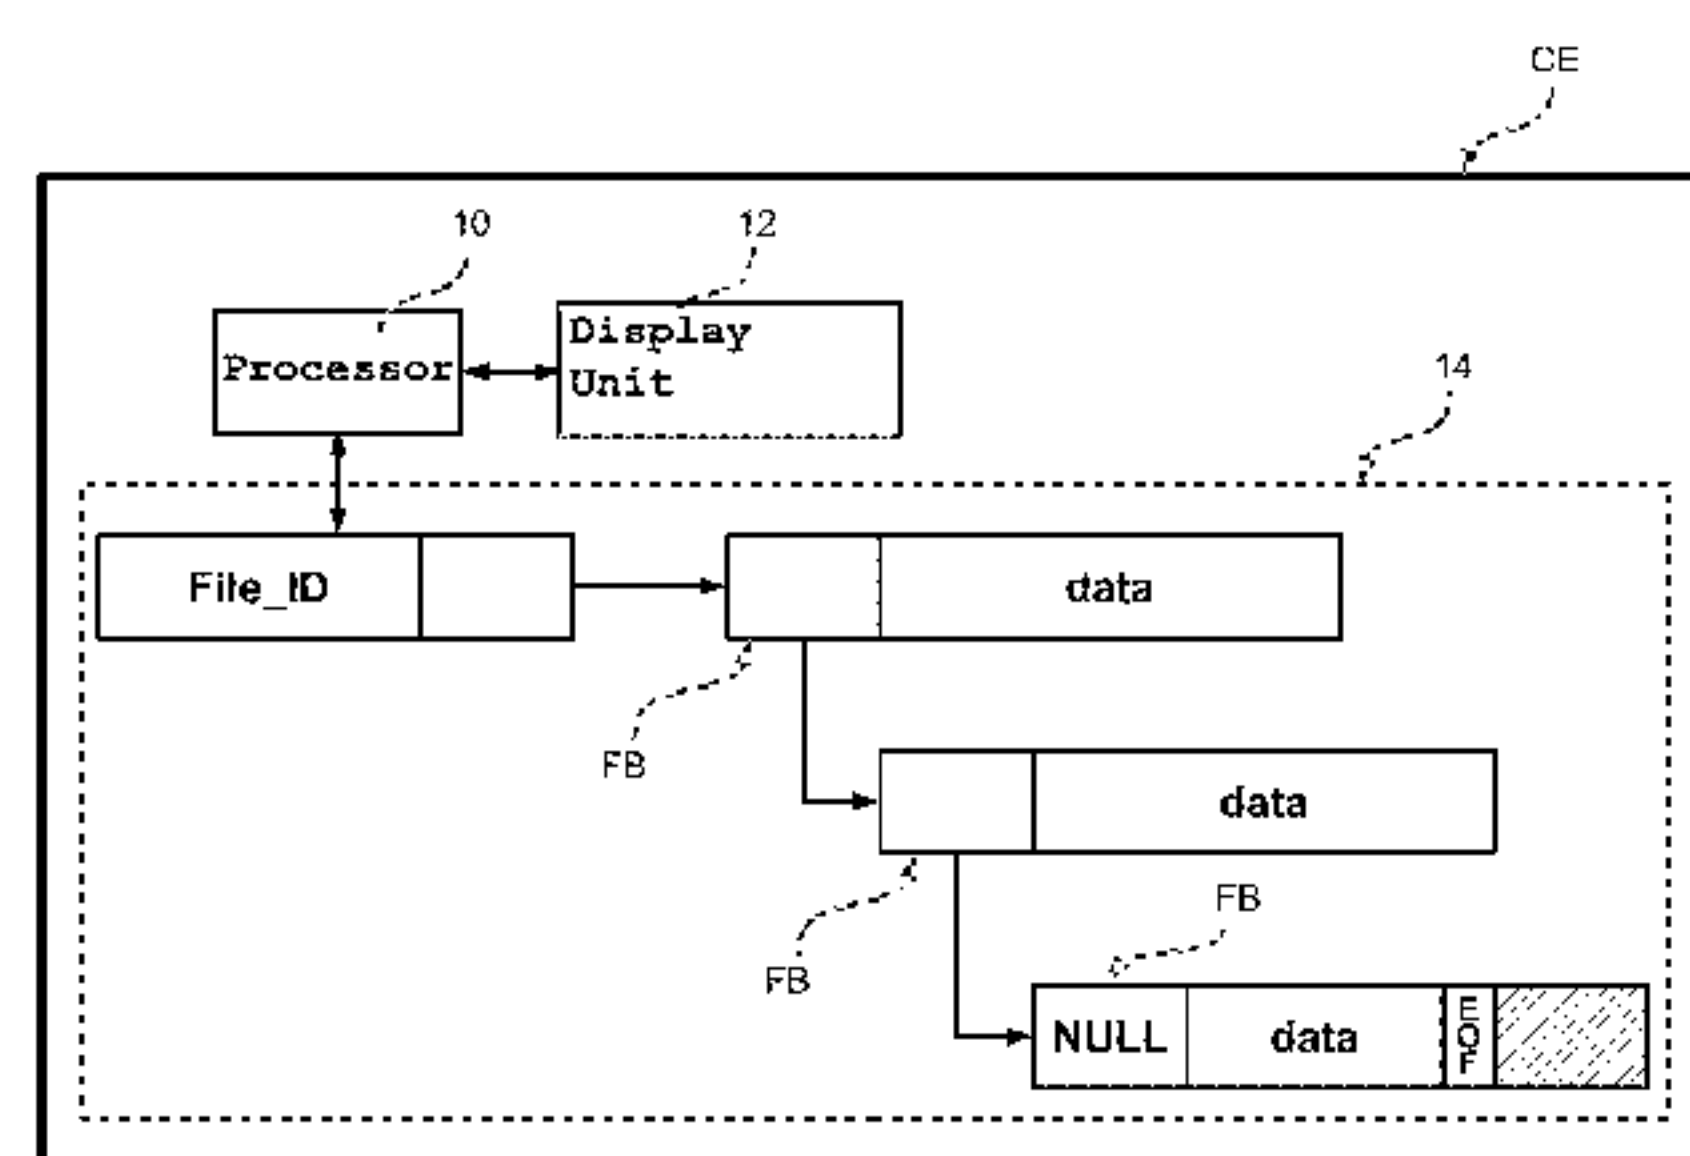 CE
10
12
Processor
Display
Unit
14
File_ID
data
FB
data
FB
FB
NULL
data
EOF